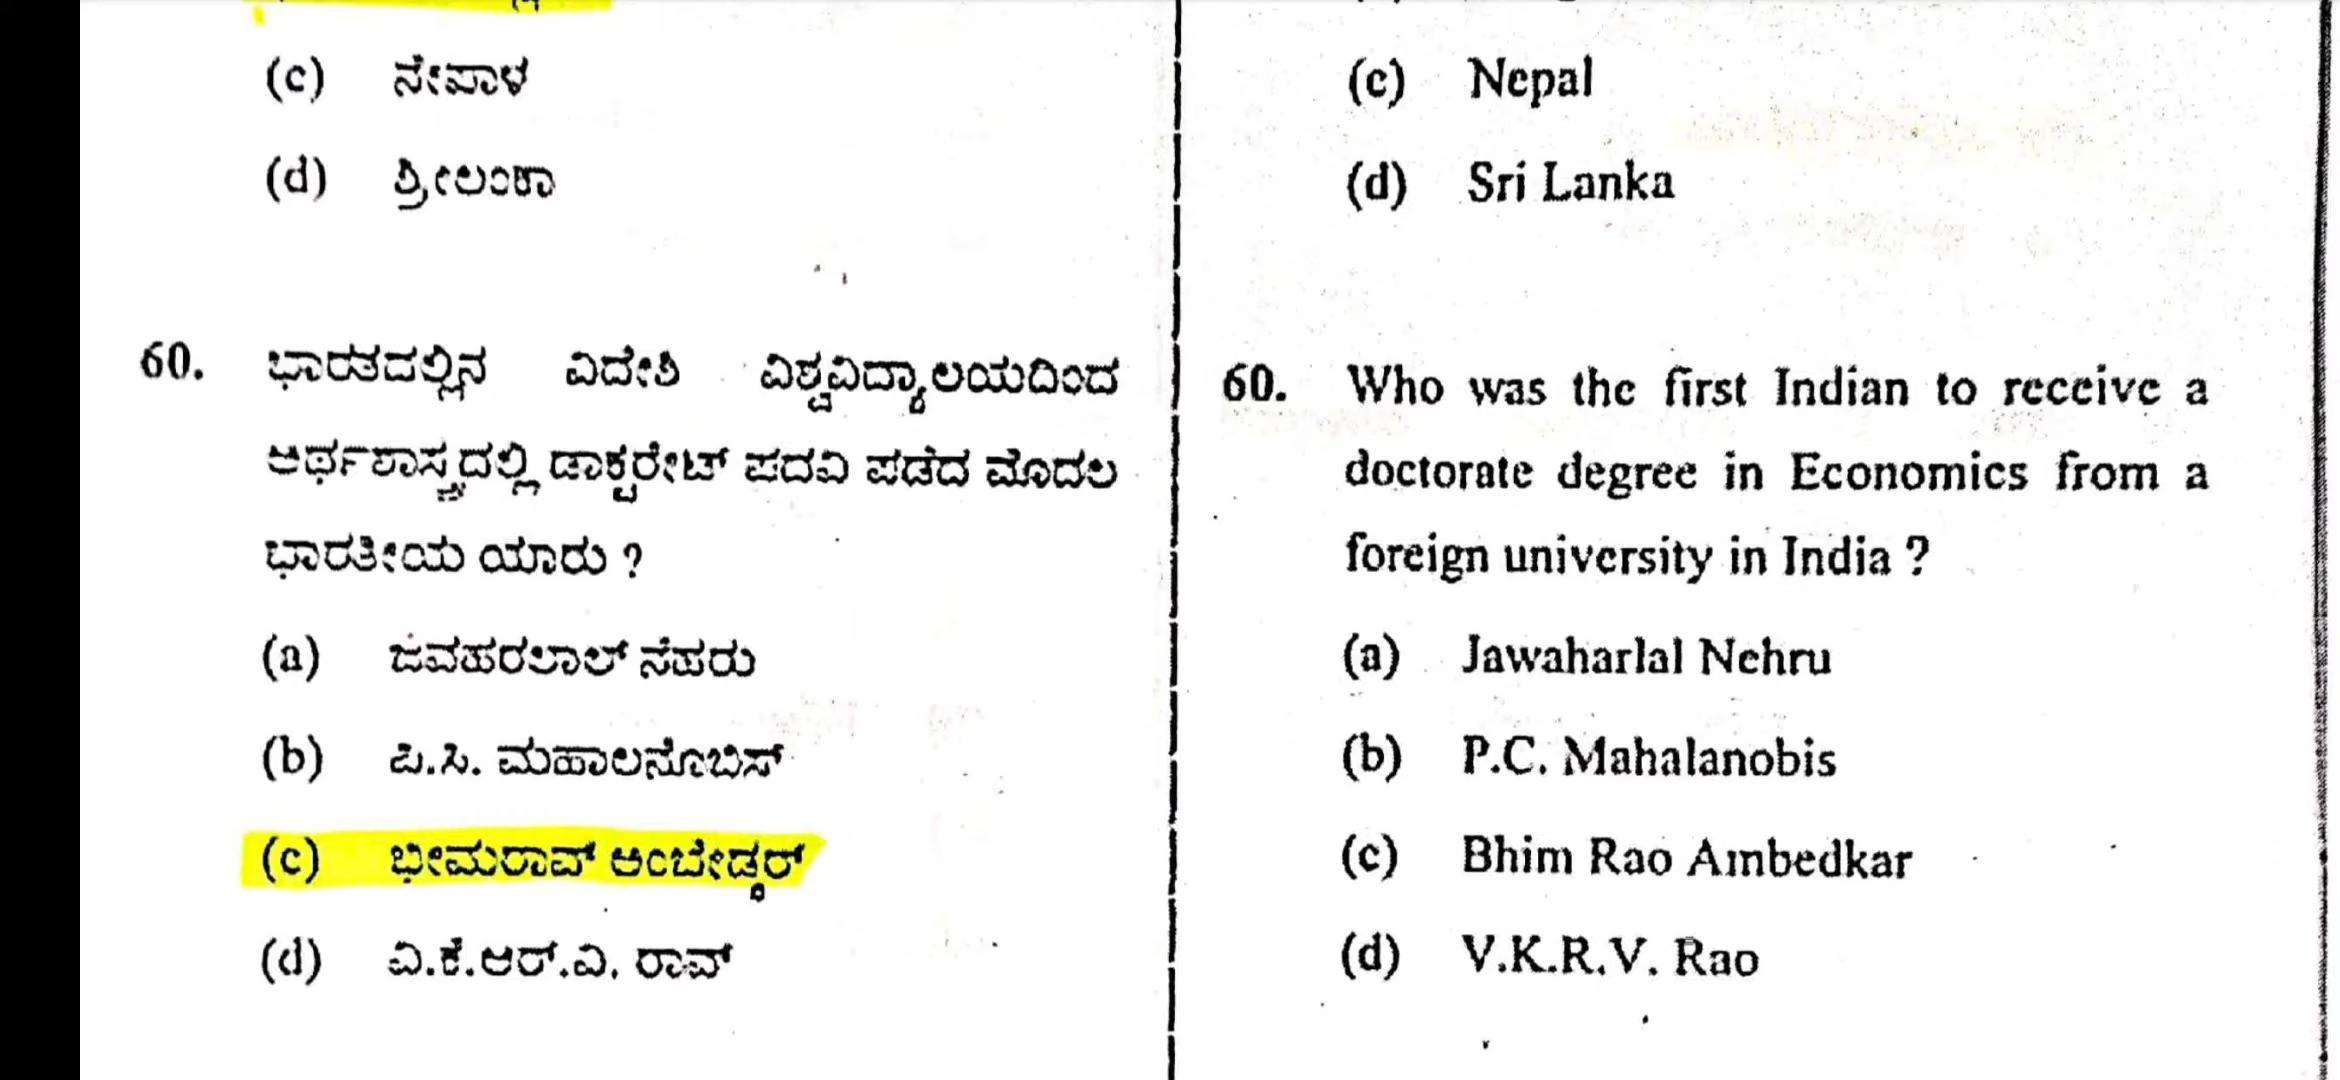 (c) ನೇಪಾಳ
(d) ಶ್ರೀಲಂಕಾ
60. ಭಾರತದಲ್ಲಿನ ವಿದೇಶಿ ವಿಶ್ವವಿದ್ಯಾಲಯದಿಂದ
ಅರ್ಥಶಾಸ್ತ್ರದಲ್ಲಿ ಡಾಕ್ಟರೇಟ್ ಪದವಿ ಪಡೆದ ಮೊದಲ
ಭಾರತೀಯ ಯಾರು ?
(a) ಜವಹರಲಾಲ್ ನೆಹರು
(b) ಪಿ.ಸಿ. ಮಹಾಲನೊಬಿಸ್
(c) ಭೀಮರಾವ್ ಅಂಬೇಡ್ಕರ್
(d) ವಿ.ಕೆ.ಆರ್.ವಿ. ರಾವ್
(c) Nepal
(d) Sri Lanka
60. Who was the first Indian to receive a
doctorate degree in Economics from a
foreign university in India ?
(a) Jawaharlal Nehru
(b) P.C. Mahalanobis
(c) Bhim Rao Ambedkar
(d) V.K.R.V. Rao